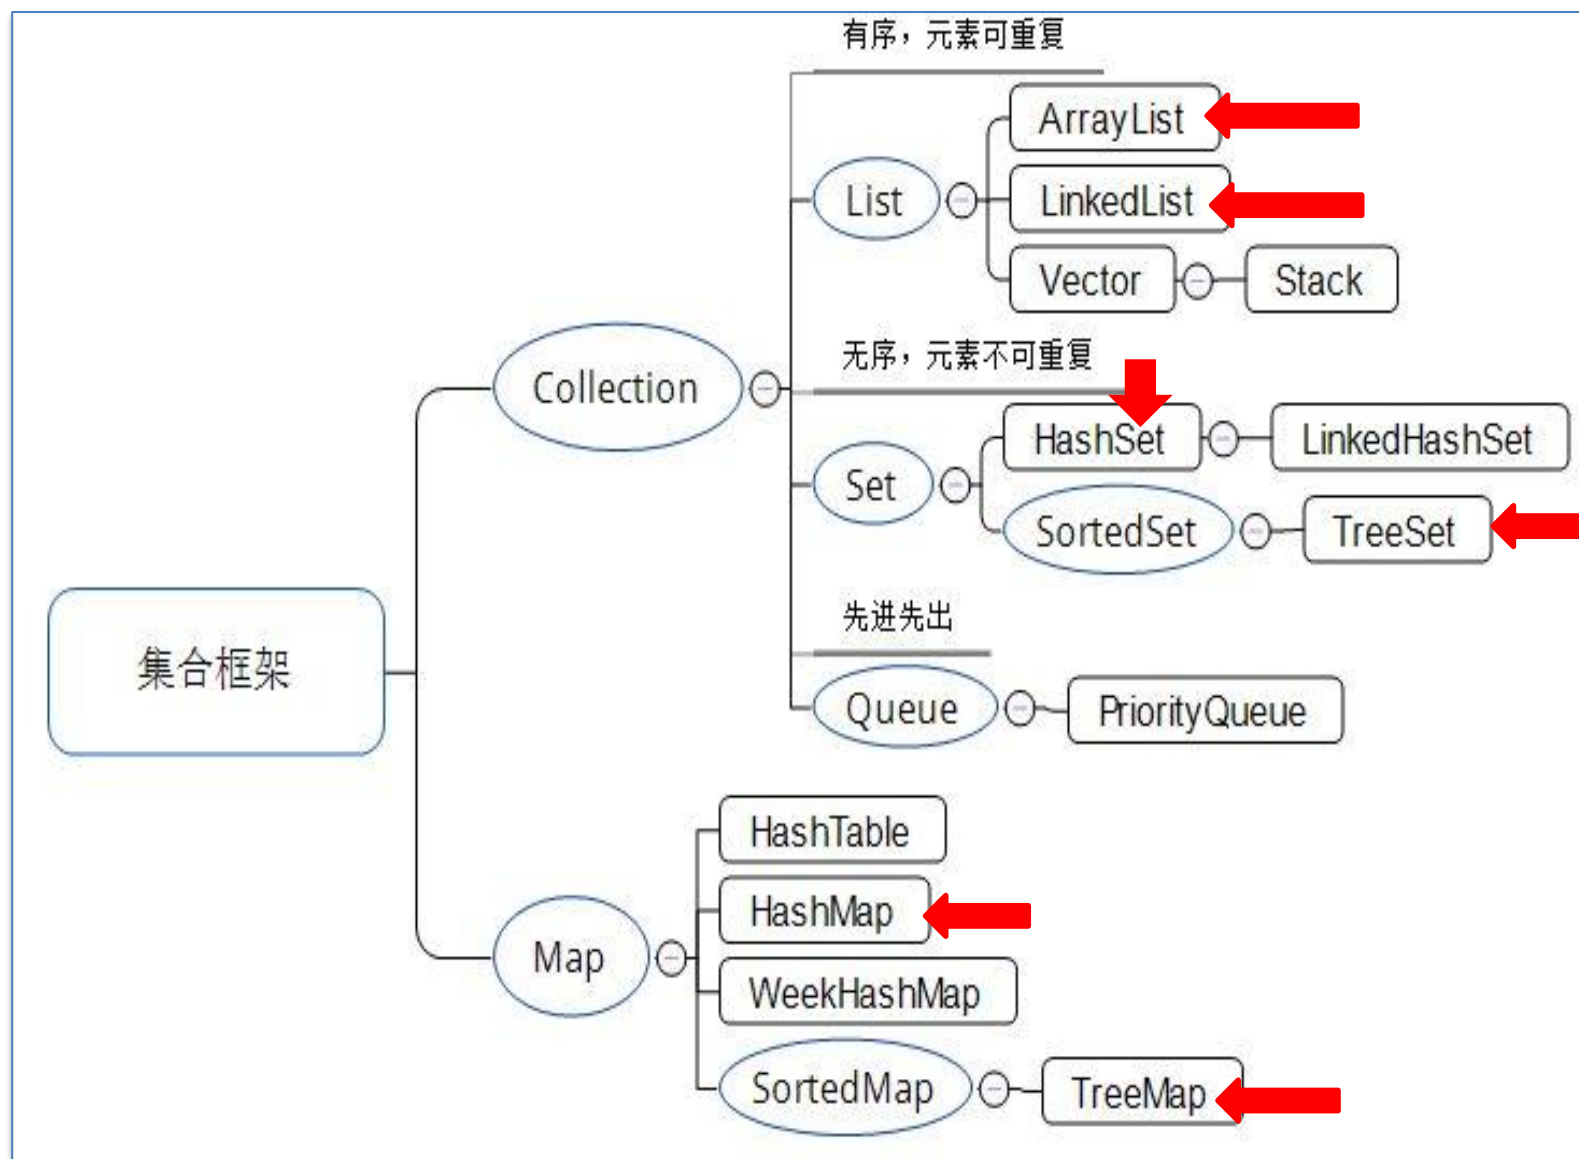 有序，元素可重复
ArrayList
List
LinkedList
Vector
Stack
无序，元素不可重复
Collection
HashSet
LinkedHashSet
Set
SortedSet
TreeSet
先进先出
集合框架
Queue
PriorityQueue
HashTable
HashMap
Map
WeekHashMap
SortedMap
TreeMap